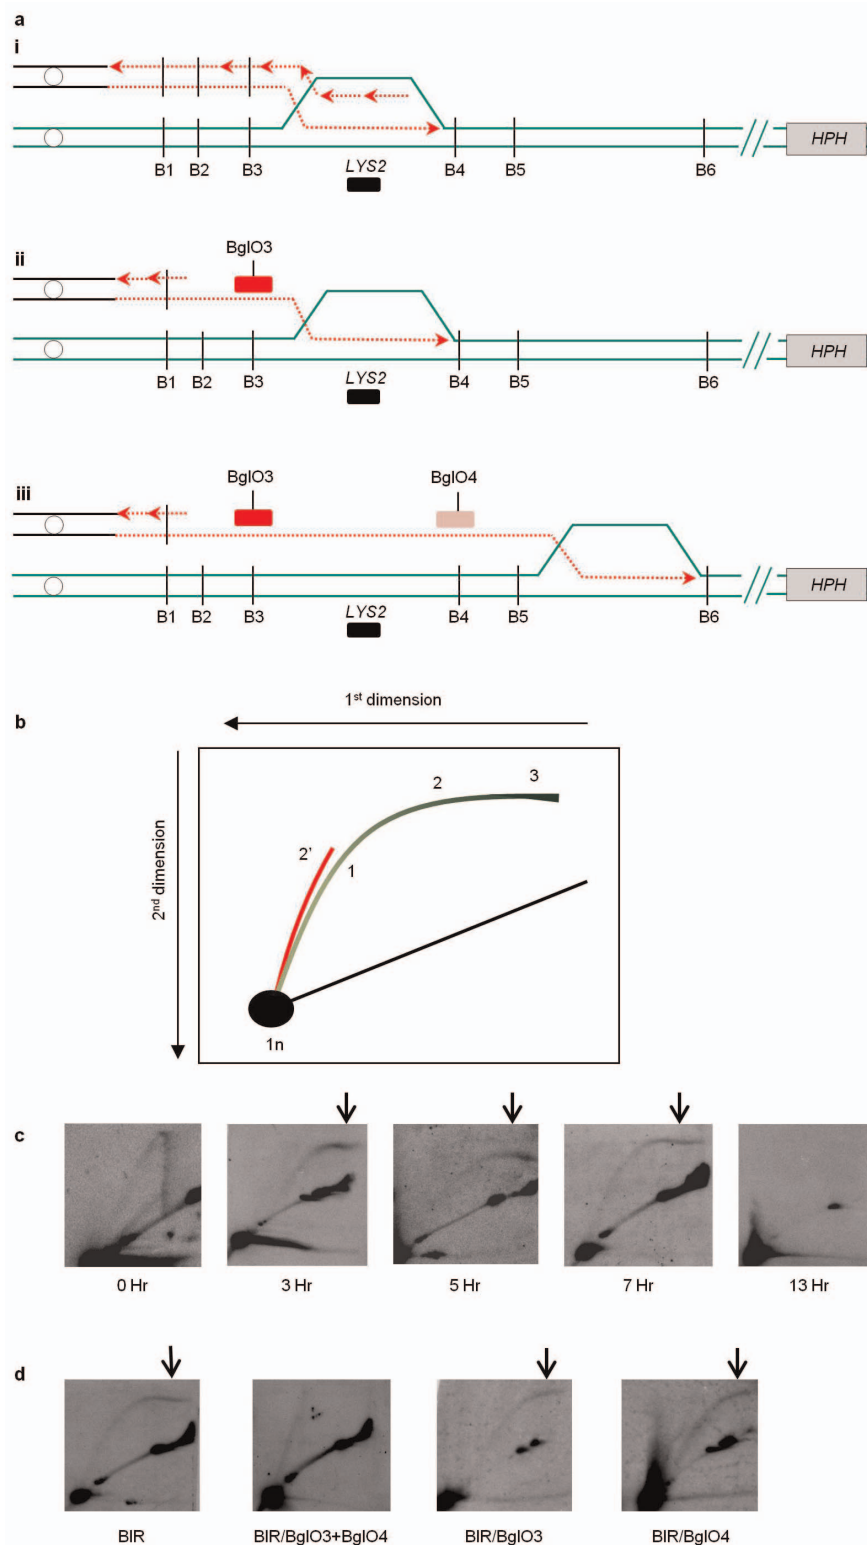 a
i
HPH
B1 B2 B3 B4 B5 B6
LYS2
ii
BglO3
HPH
B1 B2 B3 B4 B5 B6
LYS2
iii
BglO3 BglO4
HPH
B1 B2 B3 B4 B5 B6
LYS2
b
1st dimension
2nd dimension
3
2
2'
1
1n
c
0 Hr 3 Hr 5 Hr 7 Hr 13 Hr
d
BIR BIR/BglO3+BglO4 BIR/BglO3 BIR/BglO4